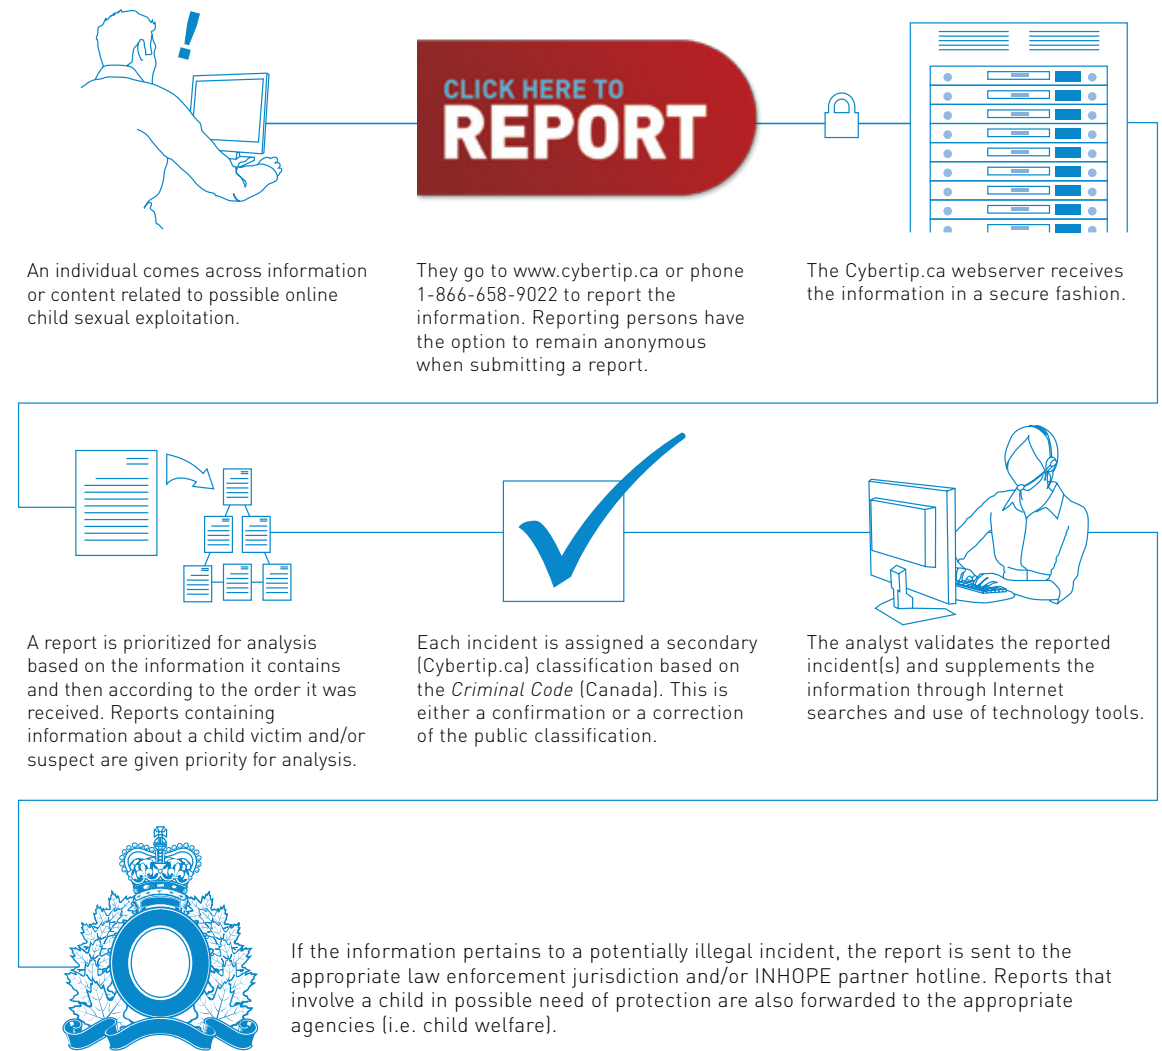 CLICK HERE TO
REPORT
An individual comes across information
or content related to possible online
child sexual exploitation.
They go to www.cybertip.ca or phone
1-866-658-9022 to report the
information. Reporting persons have
the option to remain anonymous
when submitting a report.
The Cybertip.ca webserver receives
the information in a secure fashion.
A report is prioritized for analysis
based on the information it contains
and then according to the order it was
received. Reports containing
information about a child victim and/or
suspect are given priority for analysis.
Each incident is assigned a secondary
(Cybertip.ca) classification based on
the Criminal Code (Canada). This is
either a confirmation or a correction
of the public classification.
The analyst validates the reported
incident(s) and supplements the
information through Internet
searches and use of technology tools.
If the information pertains to a potentially illegal incident, the report is sent to the
appropriate law enforcement jurisdiction and/or INHOPE partner hotline. Reports that
involve a child in possible need of protection are also forwarded to the appropriate
agencies (i.e. child welfare).